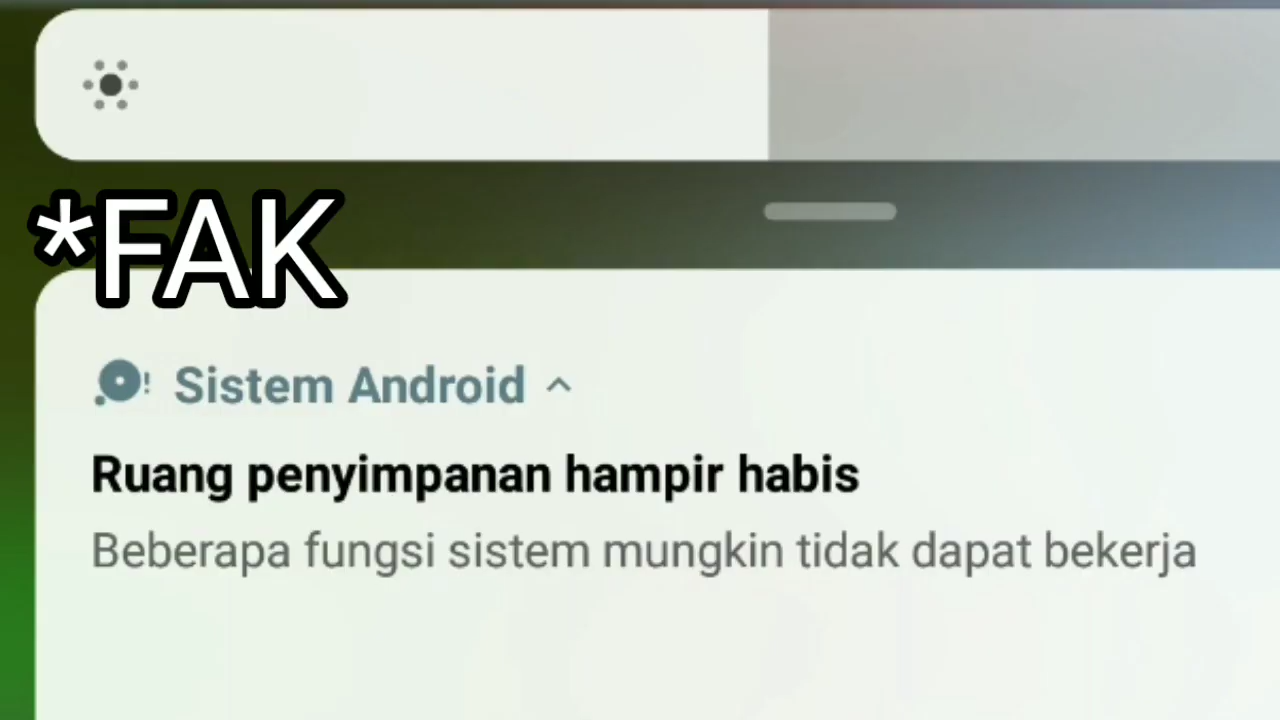 *FAK
Sistem Android
Ruang penyimpanan hampir habis
Beberapa fungsi sistem mungkin tidak dapat bekerja